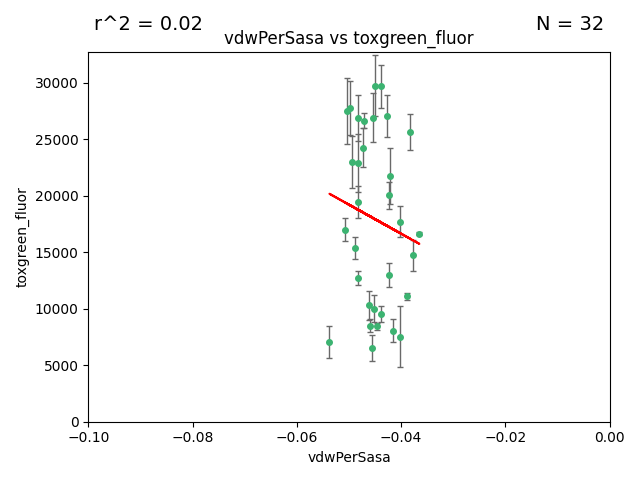 r^2 = 0.02
N = 32
vdwPerSasa vs toxgreen_fluor
30000
25000
20000
15000
10000
5000
0
toxgreen_fluor
−0.10
−0.08
−0.06
−0.04
−0.02
0.00
vdwPerSasa